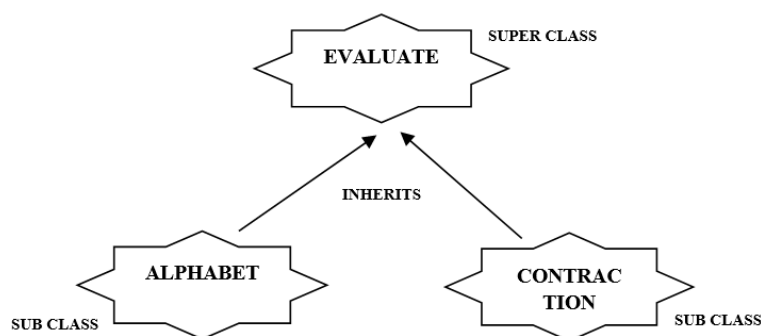 SUPER CLASS
EVALUATE
INHERITS
ALPHABET
CONTRAC
TION
SUB CLASS
SUB CLASS